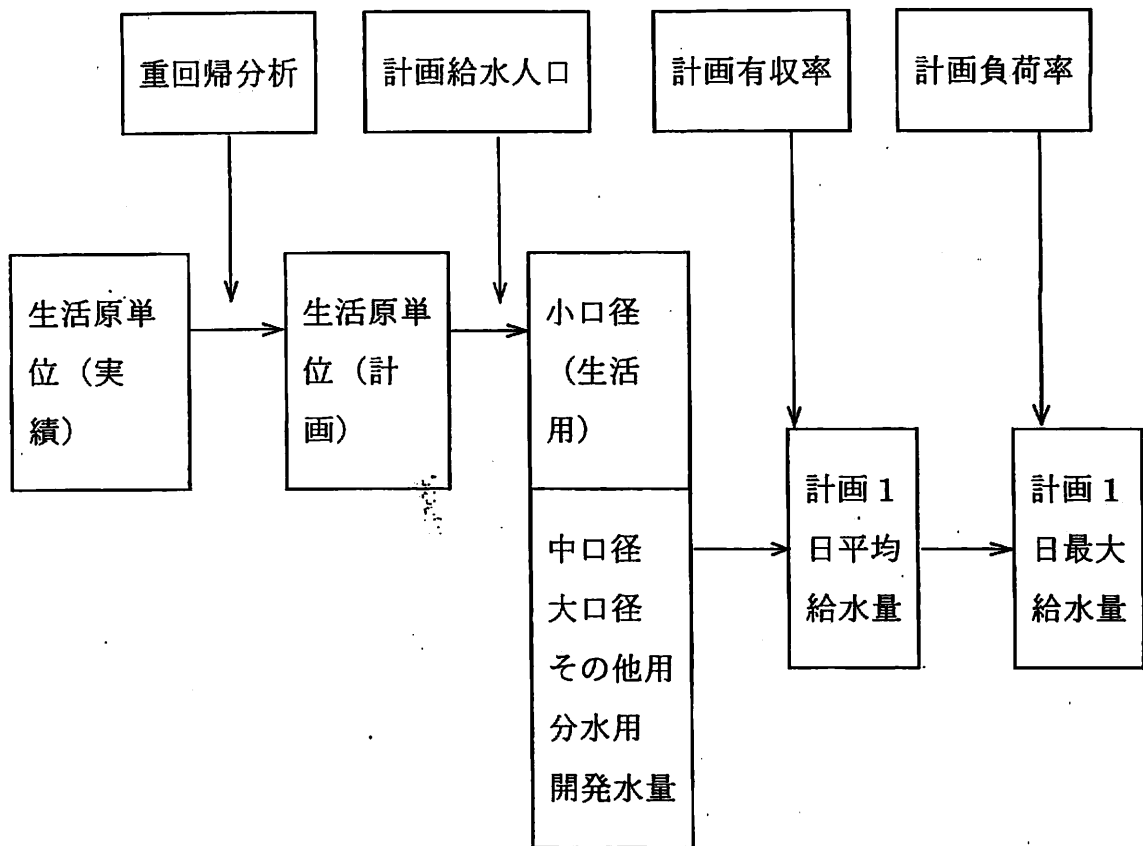 重回帰分析
計画給水人口
計画有収率
計画負荷率
生活原単
位（実
績）
生活原単
位（計
画）
小口径
（生活
用）
中口径
大口径
その他用
分水用
開発水量
計画1
日平均
給水量
計画1
日最大
給水量